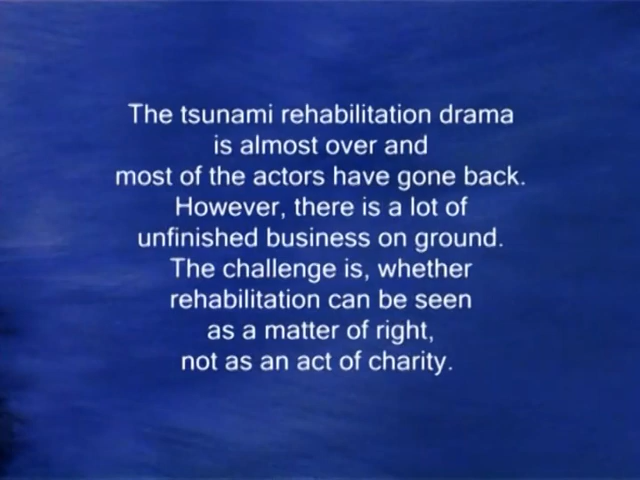 The tsunami rehabilitation drama
is almost over and
most of the actors have gone back.
However, there is a lot of
unfinished business on ground.
The challenge is, whether
rehabilitation can be seen
as a matter of right,
not as an act of charity.